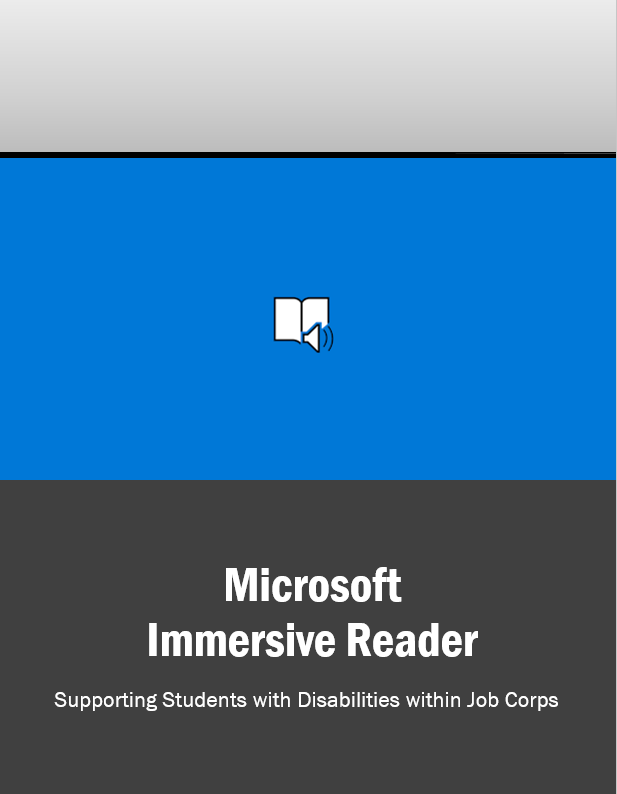 Microsoft
Immersive Reader
Supporting Students with Disabilities within Job Corps